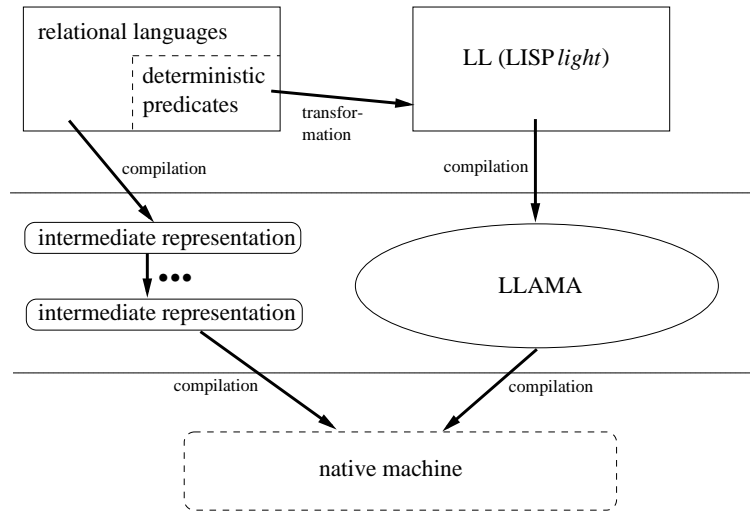 relational languages
deterministic
predicates
LL (LISP light)
transfor-
mation
compilation
compilation
intermediate representation
•••
intermediate representation
LLAMA
compilation
compilation
native machine